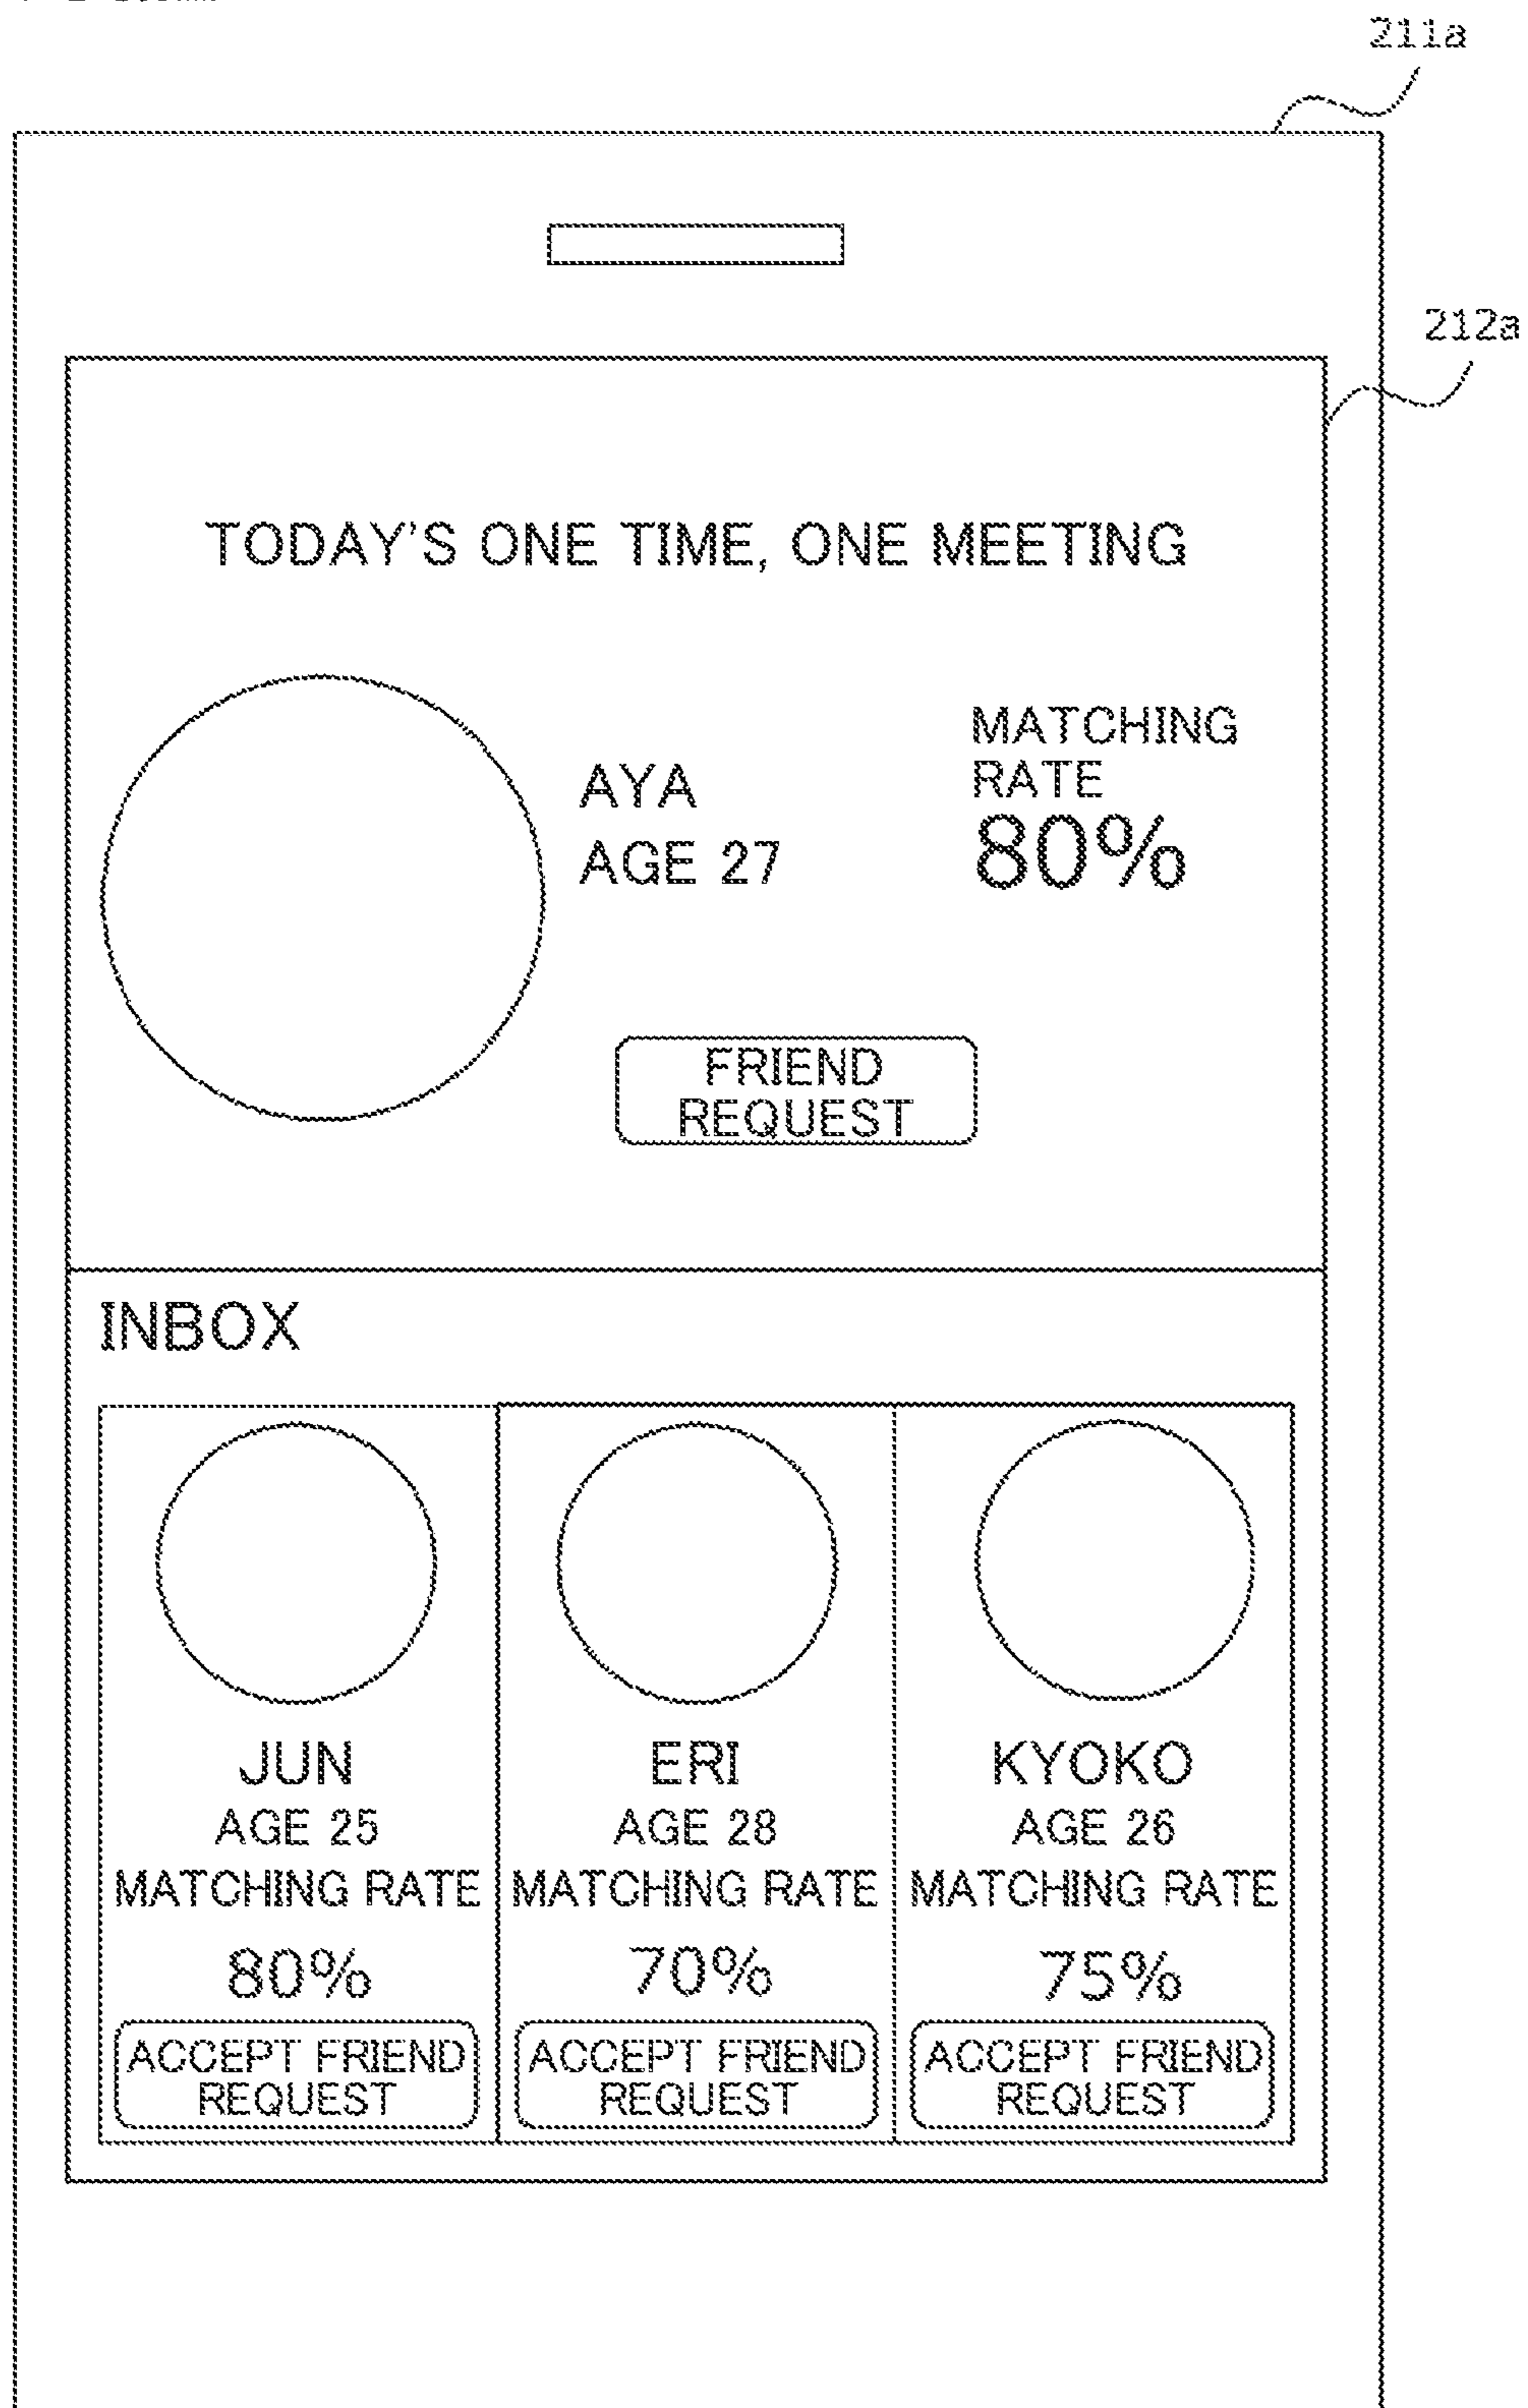 211a
212a
TODAY'S ONE TIME, ONE MEETING
AYA
AGE 27
MATCHING
RATE
80%
FRIEND
REQUEST
INBOX
JUN
AGE 25
MATCHING RATE
80%
ACCEPT FRIEND
REQUEST
ERI
AGE 28
MATCHING RATE
70%
ACCEPT FRIEND
REQUEST
KYOKO
AGE 26
MATCHING RATE
75%
ACCEPT FRIEND
REQUEST